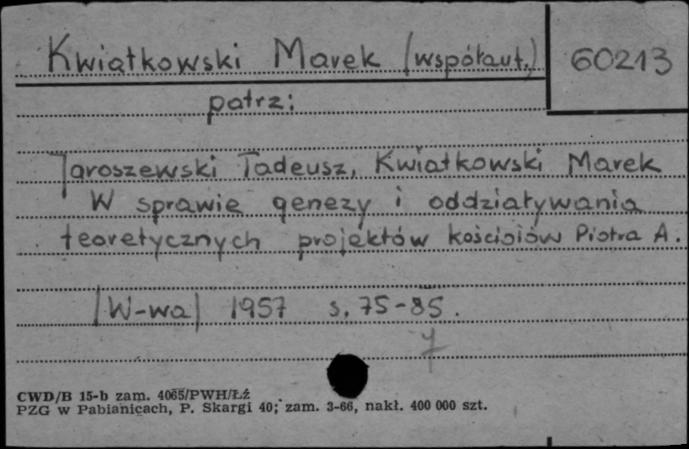 Kwiatkowski Marek (współaut.) 60213
patrz:
Jaroszewski Tadeusz, Kwiatkowski Marek
W sprawie genezy i oddziaływania
teoretycznych projektów kościołów Piotra A.
|W-wa| 1957 s. 75-85.
7
CWD/B 15-b zam. 4065/PWH/Łź
PZG w Pabianicach, P. Skargi 40; zam. 3-66, nakł. 400 000 szt.